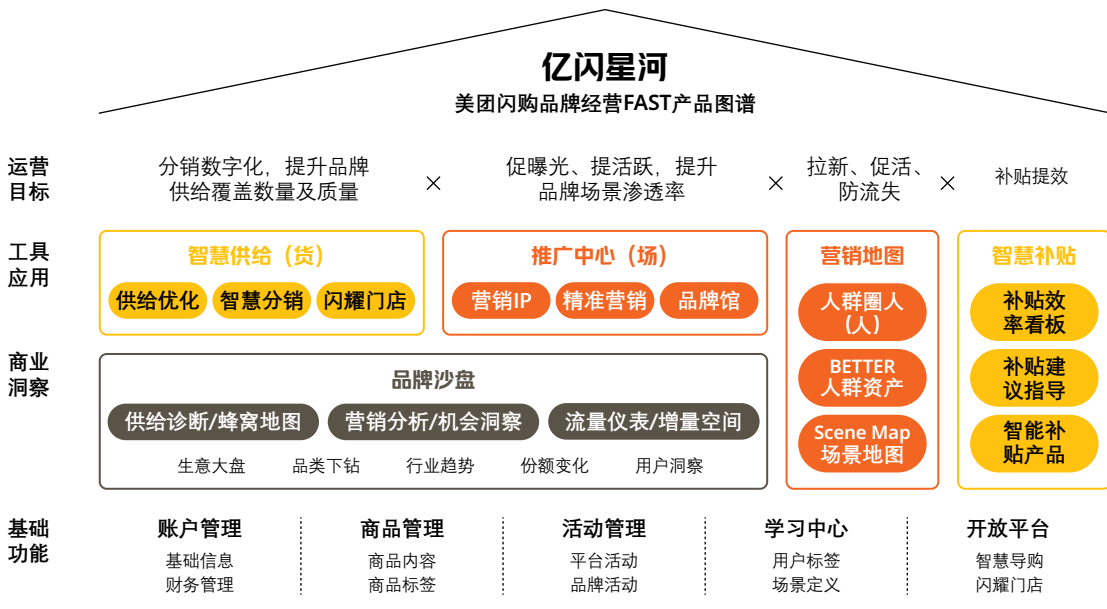 亿闪星河
美团闪购品牌经营FAST产品图谱
运营
目标
分销数字化，提升品牌
供给覆盖数量及质量
×
促曝光、提活跃，提升
品牌场景渗透率
×
拉新、促活、
防流失
×
补贴提效
工具
应用
智慧供给（货）
供给优化 智慧分销 闪耀门店
推广中心（场）
营销IP 精准营销 品牌馆
营销地图
人群圈人
(人)
BETTER
人群资产
Scene Map
场景地图
智慧补贴
补贴效
率看板
补贴建
议指导
智能补
贴产品
商业
洞察
品牌沙盘
供给诊断/蜂窝地图 营销分析/机会洞察 流量仪表/增量空间
生意大盘 品类下钻 行业趋势 份额变化 用户洞察
基础
功能
账户管理
基础信息
财务管理
商品管理
商品内容
商品标签
活动管理
平台活动
品牌活动
学习中心
用户标签
场景定义
开放平台
智慧导购
闪耀门店